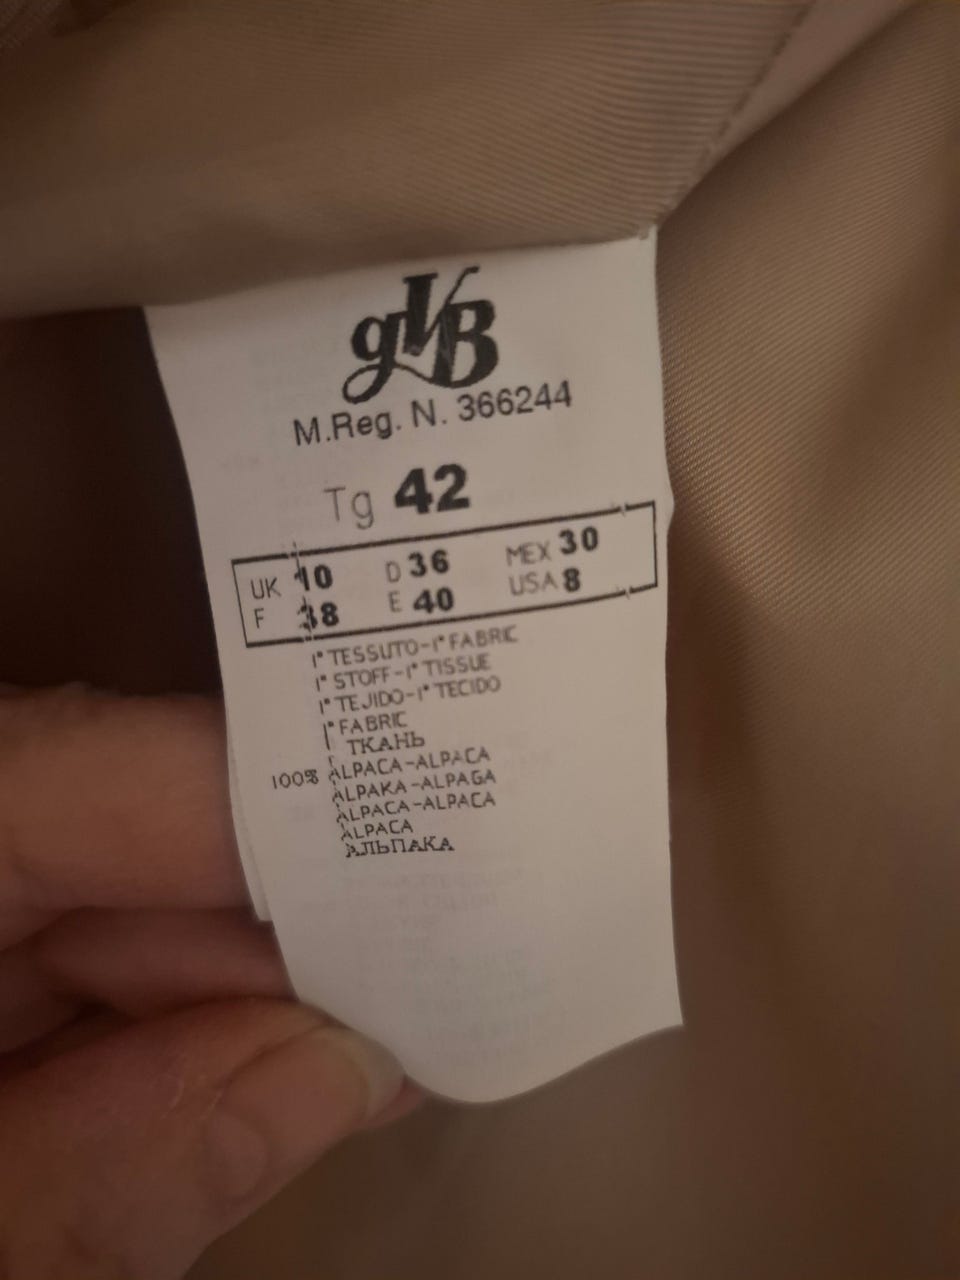 gVB
M.Reg. N. 366244
Tg 42
UK 10 D 36 MEX 30
F 38 E 40 USA 8
1° TESSUTO-1° FABRIC
1° STOFF-1° TISSUE
1° TEJIDO-1° TECIDO
1° FABRIC
1 ТКАНЬ
100% ALPACA-ALPACA
ALPAKA-ALPAGA
ALPACA-ALPACA
ALPACA
АЛЬПАКА